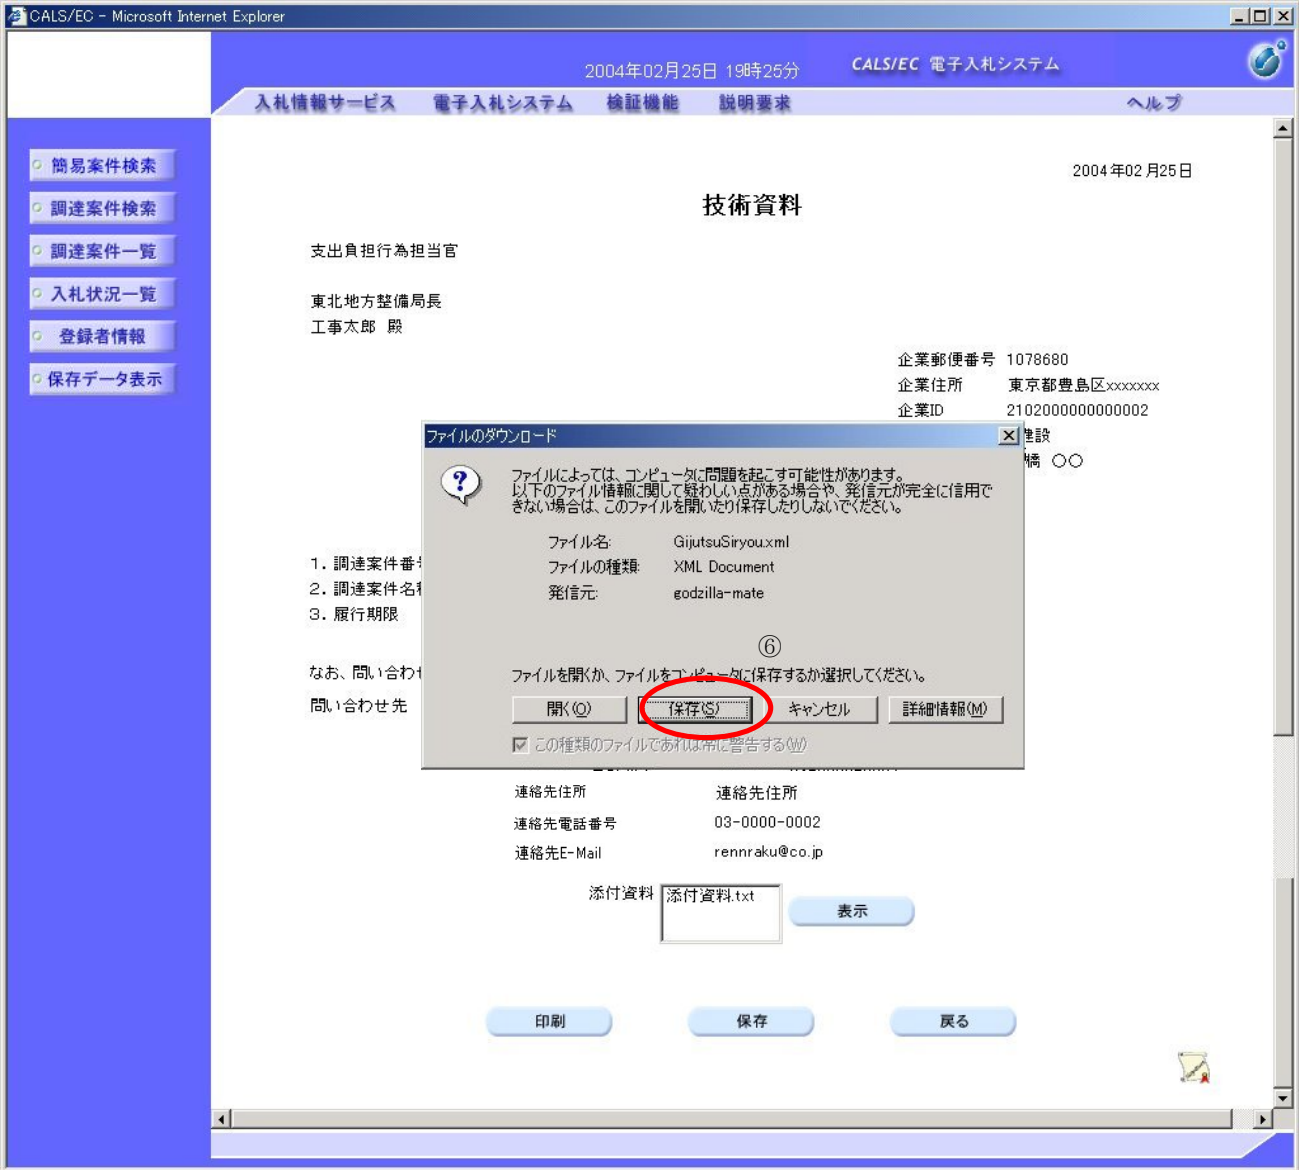 CALS/EC - Microsoft Internet Explorer
2004年02月25日 19時25分
CALS/EC 電子入札システム
入札情報サービス 電子入札システム 検証機能 説明要求 ヘルプ
簡易案件検索
調達案件検索
調達案件一覧
入札状況一覧
登録者情報
保存データ表示
2004年02月25日
技術資料
支出負担行為担当官
東北地方整備局長
工事太郎 殿
企業郵便番号 1078680
企業住所 東京都豊島区xxxxxxx
企業ID 2102000000000002
建設
橋 〇〇
ファイルのダウンロード
ファイルによっては、コンピュータに問題を起こす可能性があります。
以下のファイル情報に関して疑わしい点がある場合や、発信元が完全に信用で
きない場合は、このファイルを開いたり保存したりしないでください。
ファイル名: GijutsuSiryou.xml
ファイルの種類: XML Document
発信元: godzilla-mate
⑥
ファイルを開くか、ファイルをコンピュータに保存するか選択してください。
開く(O) 保存(S) キャンセル 詳細情報(M)
この種類のファイルであれば常に警告する(W)
1. 調達案件番
2. 調達案件名
3. 履行期限
なお、問い合わ
問い合わせ先
連絡先住所 連絡先住所
連絡先電話番号 03-0000-0002
連絡先E-Mail rennraku@co.jp
添付資料 添付資料.txt 表示
印刷 保存 戻る